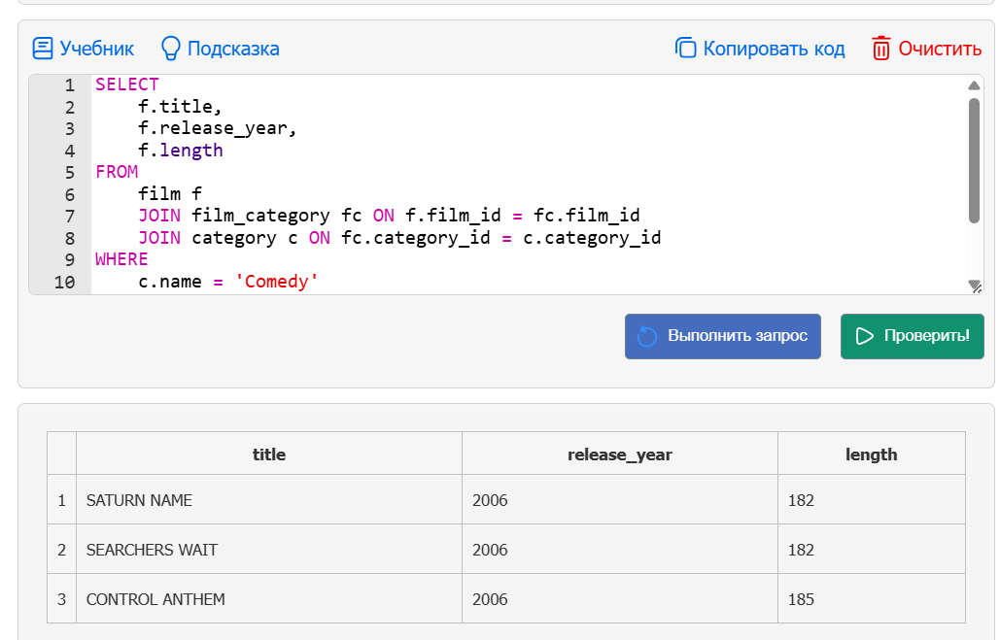 Учебник Подсказка Копировать код Очистить
1 SELECT
2 f.title,
3 f.release_year,
4 f.length
5 FROM
6 film f
7 JOIN film_category fc ON f.film_id = fc.film_id
8 JOIN category c ON fc.category_id = c.category_id
9 WHERE
10 c.name = 'Comedy'
Выполнить запрос Проверить!
title release_year length
1 SATURN NAME 2006 182
2 SEARCHERS WAIT 2006 182
3 CONTROL ANTHEM 2006 185